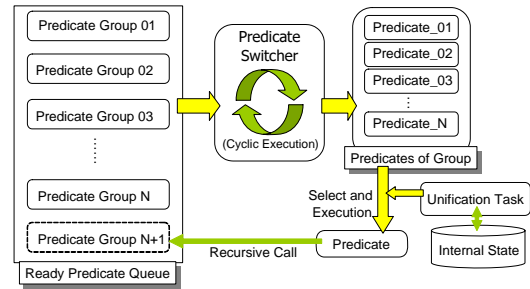 Predicate Group 01
Predicate Group 02
Predicate Group 03
Predicate Group N
Predicate Group N+1
Ready Predicate Queue
Predicate
Switcher
(Cyclic Execution)
Predicate_01
Predicate_02
Predicate_03
Predicate_N
Predicates of Group
Select and
Execution
Unification Task
Internal State
Predicate
Recursive Call